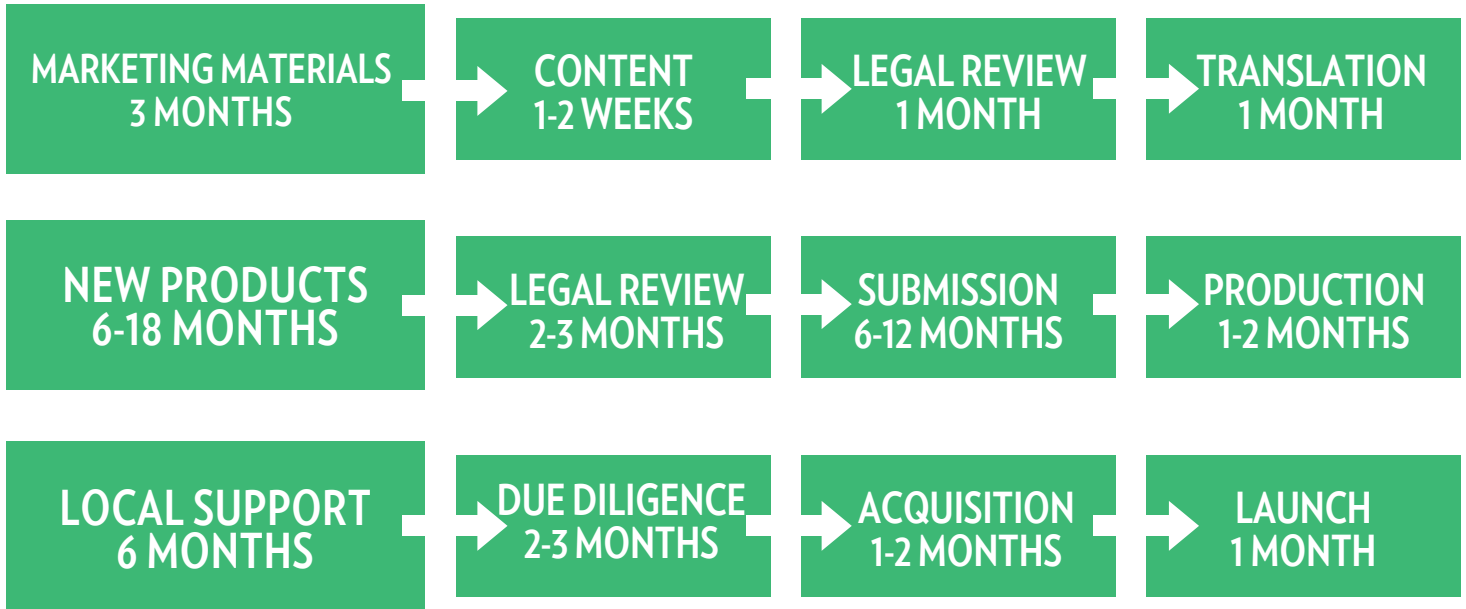 MARKETING MATERIALS
3 MONTHS
CONTENT
1-2 WEEKS
LEGAL REVIEW
1 MONTH
TRANSLATION
1 MONTH
NEW PRODUCTS
6-18 MONTHS
LEGAL REVIEW
2-3 MONTHS
SUBMISSION
6-12 MONTHS
PRODUCTION
1-2 MONTHS
LOCAL SUPPORT
6 MONTHS
DUE DILIGENCE
2-3 MONTHS
ACQUISITION
1-2 MONTHS
LAUNCH
1 MONTH